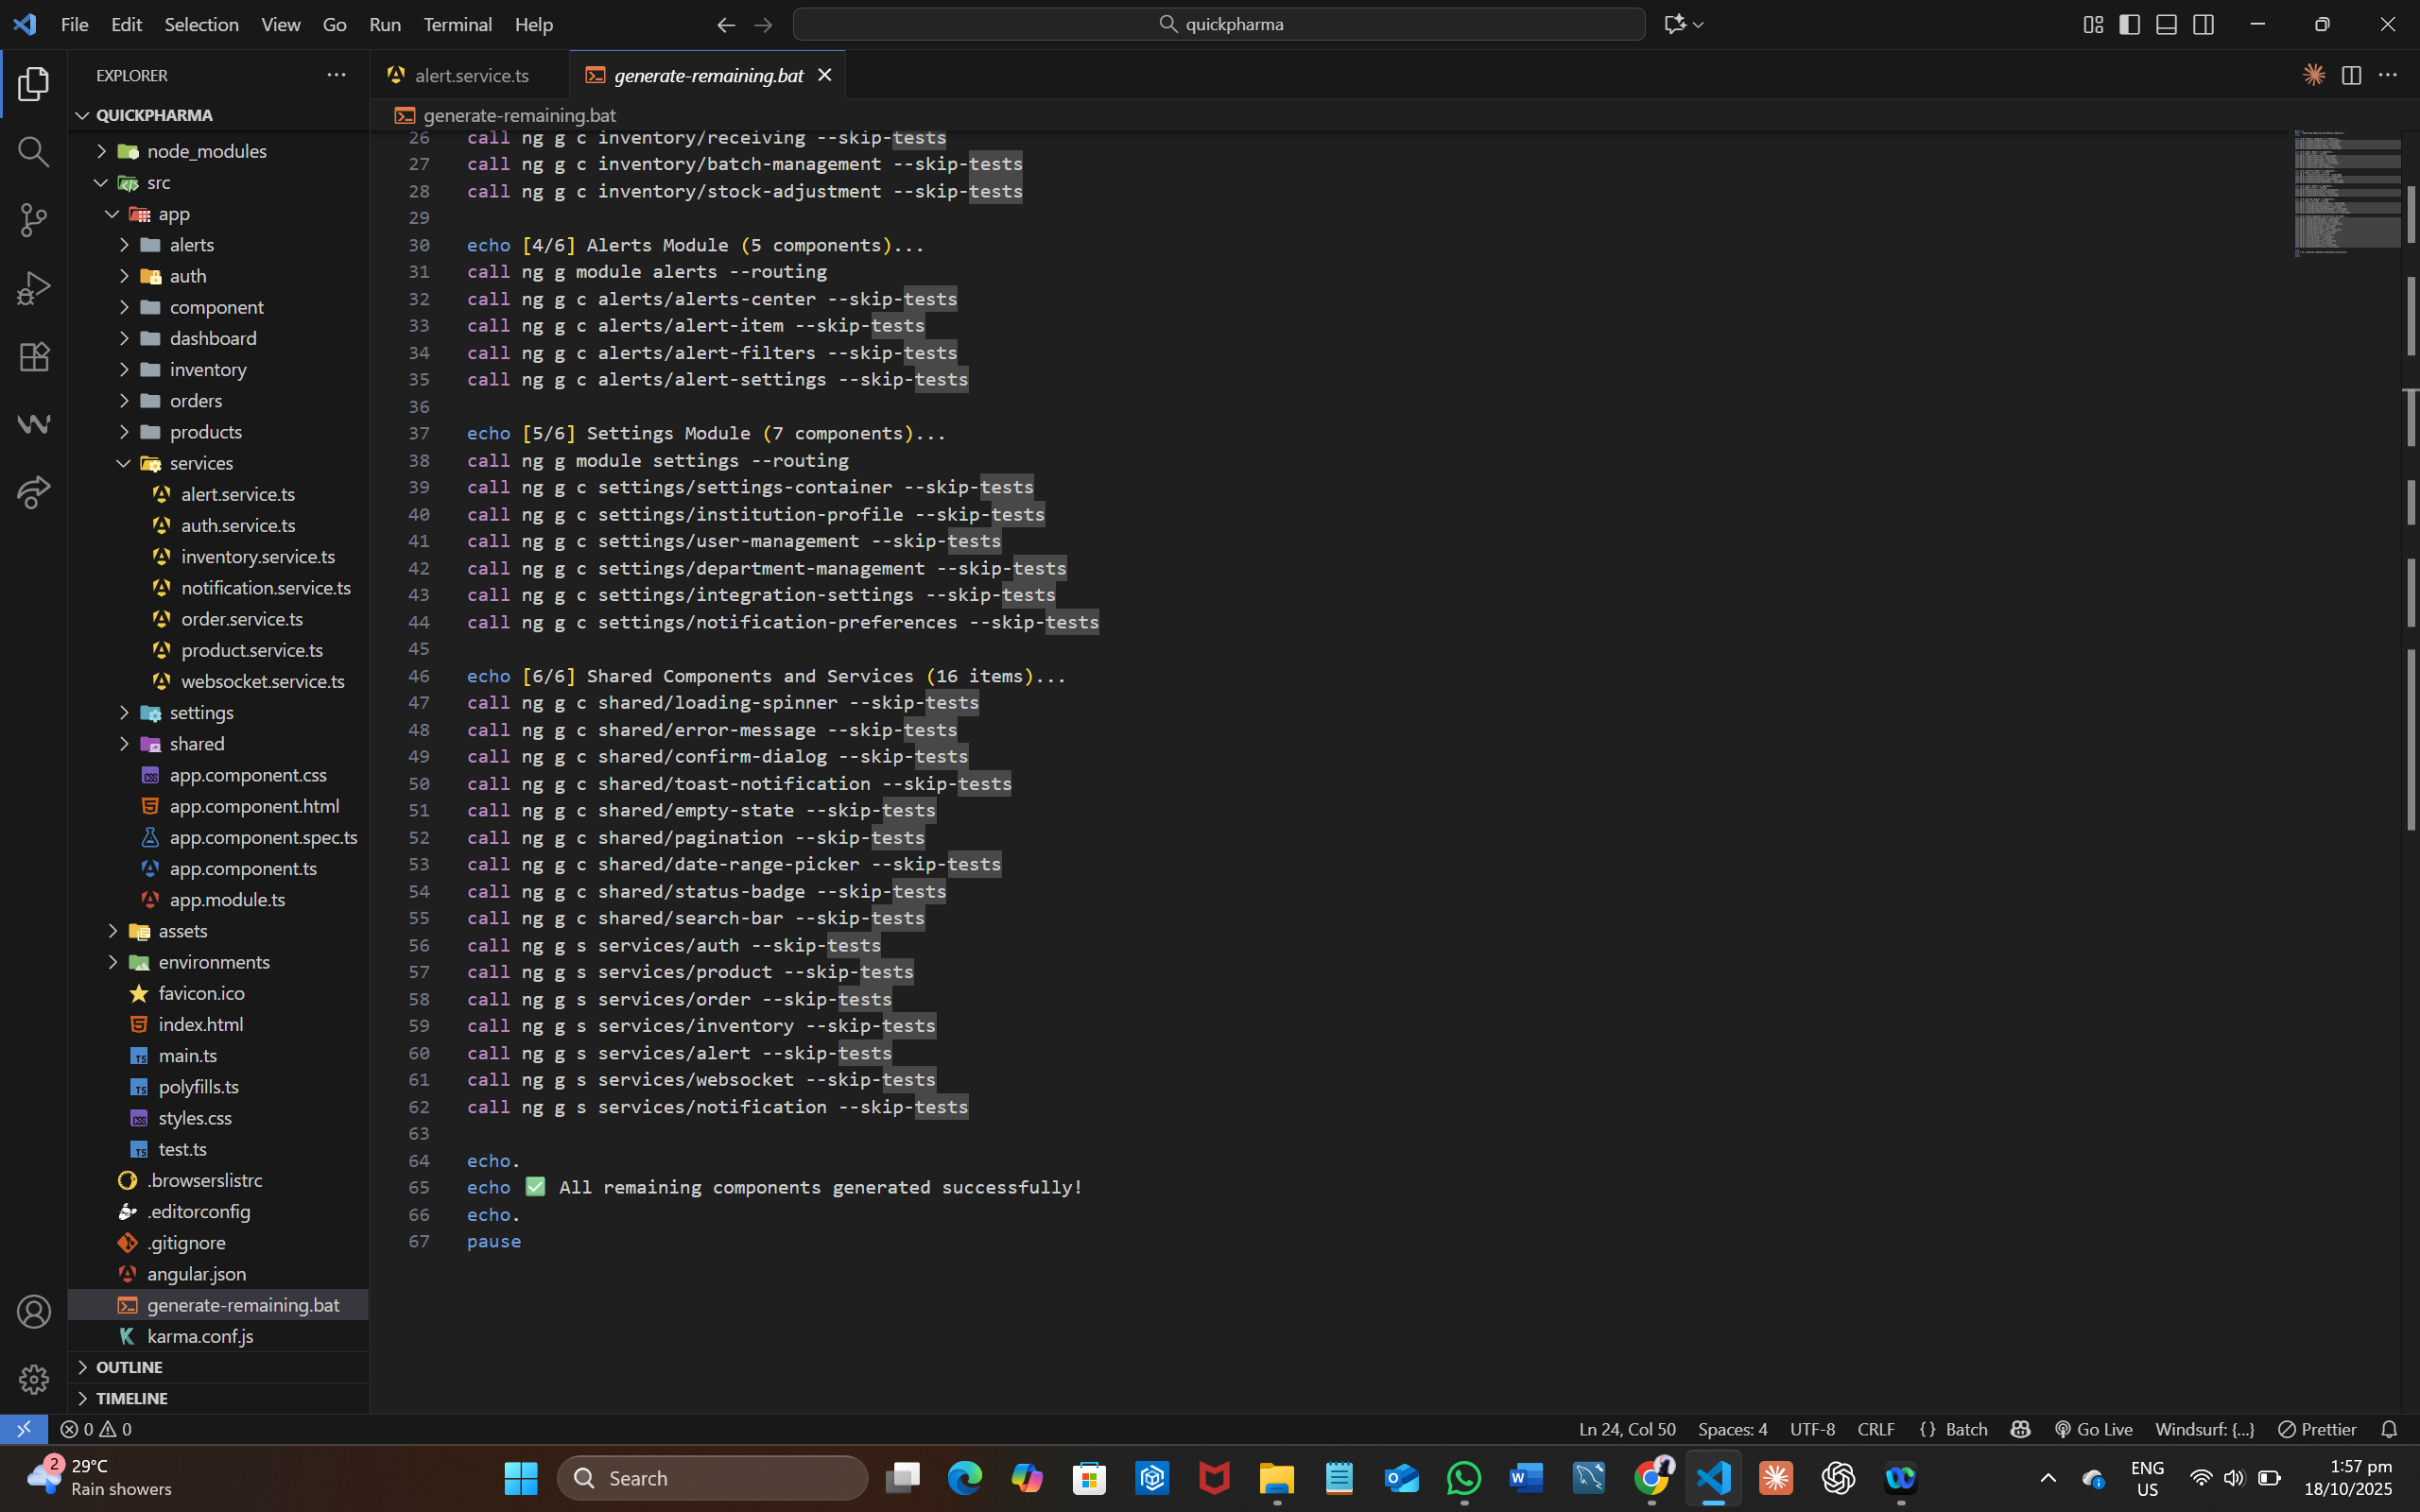 File Edit Selection View Go Run Terminal Help
quickpharma
EXPLORER
QUICKPHARMA
node_modules
src
app
alerts
auth
component
dashboard
inventory
orders
products
services
alert.service.ts
auth.service.ts
inventory.service.ts
notification.service.ts
order.service.ts
product.service.ts
websocket.service.ts
settings
shared
app.component.css
app.component.html
app.component.spec.ts
app.component.ts
app.module.ts
assets
environments
favicon.ico
index.html
main.ts
polyfills.ts
styles.css
test.ts
.browserslistrc
.editorconfig
.gitignore
angular.json
generate-remaining.bat
karma.conf.js
OUTLINE
TIMELINE
alert.service.ts
generate-remaining.bat
generate-remaining.bat
26 call ng g c inventory/receiving --skip-tests
27 call ng g c inventory/batch-management --skip-tests
28 call ng g c inventory/stock-adjustment --skip-tests
29
30 echo [4/6] Alerts Module (5 components)...
31 call ng g module alerts --routing
32 call ng g c alerts/alerts-center --skip-tests
33 call ng g c alerts/alert-item --skip-tests
34 call ng g c alerts/alert-filters --skip-tests
35 call ng g c alerts/alert-settings --skip-tests
36
37 echo [5/6] Settings Module (7 components)...
38 call ng g module settings --routing
39 call ng g c settings/settings-container --skip-tests
40 call ng g c settings/institution-profile --skip-tests
41 call ng g c settings/user-management --skip-tests
42 call ng g c settings/department-management --skip-tests
43 call ng g c settings/integration-settings --skip-tests
44 call ng g c settings/notification-preferences --skip-tests
45
46 echo [6/6] Shared Components and Services (16 items)...
47 call ng g c shared/loading-spinner --skip-tests
48 call ng g c shared/error-message --skip-tests
49 call ng g c shared/confirm-dialog --skip-tests
50 call ng g c shared/toast-notification --skip-tests
51 call ng g c shared/empty-state --skip-tests
52 call ng g c shared/pagination --skip-tests
53 call ng g c shared/date-range-picker --skip-tests
54 call ng g c shared/status-badge --skip-tests
55 call ng g c shared/search-bar --skip-tests
56 call ng g s services/auth --skip-tests
57 call ng g s services/product --skip-tests
58 call ng g s services/order --skip-tests
59 call ng g s services/inventory --skip-tests
60 call ng g s services/alert --skip-tests
61 call ng g s services/websocket --skip-tests
62 call ng g s services/notification --skip-tests
63
64 echo.
65 echo ✅ All remaining components generated successfully!
66 echo.
67 pause
0 0
Ln 24, Col 50 Spaces: 4 UTF-8 CRLF {} Batch Go Live Windsurf: {...} Prettier
2 29°C
Rain showers
Search
ENG
US
1:57 pm
18/10/2025